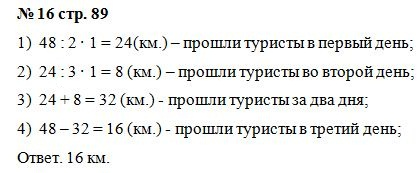 № 16 стр. 89
1) 48 : 2 · 1 = 24(км.) – прошли туристы в первый день;
2) 24 : 3 · 1 = 8 (км.) – прошли туристы во второй день;
3) 24 + 8 = 32 (км.) - прошли туристы за два дня;
4) 48 – 32 = 16 (км.) - прошли туристы в третий день;
Ответ. 16 км.